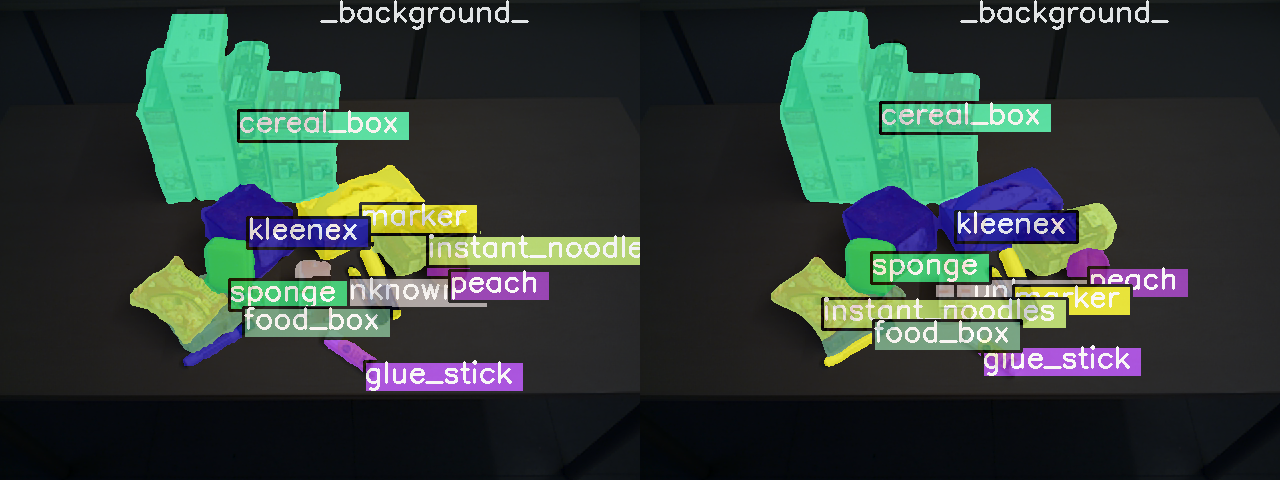 _background_
cereal_box
marker
kleenex
instant_noodle
peach
sponge
nknow
food_box
glue_stick
_background_
cereal_box
kleenex
sponge
peach
un
marker
instant_noodles
food_box
glue_stick